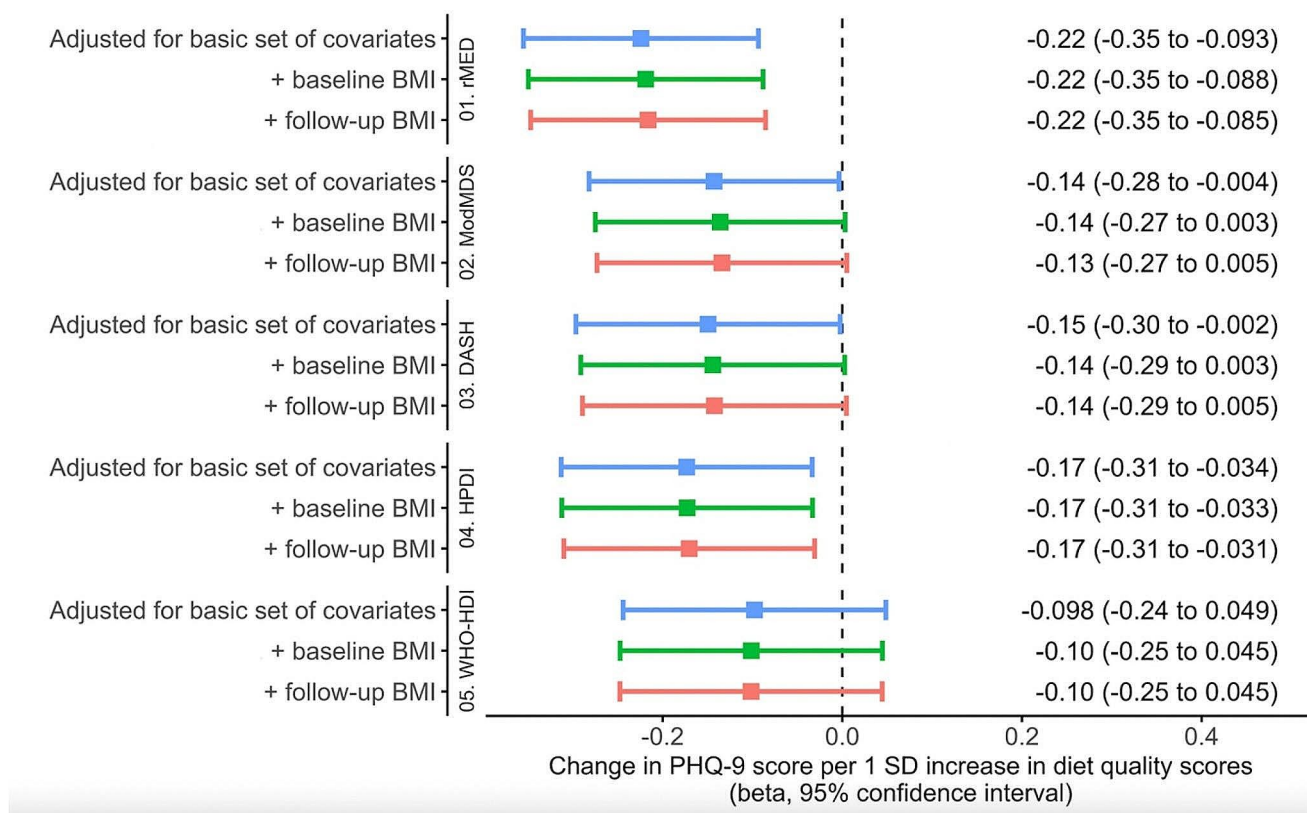 Adjusted for basic set of covariates -0.22 (-0.35 to -0.093)
+ baseline BMI -0.22 (-0.35 to -0.088)
+ follow-up BMI -0.22 (-0.35 to -0.085)
01. rMED
Adjusted for basic set of covariates -0.14 (-0.28 to -0.004)
+ baseline BMI -0.14 (-0.27 to 0.003)
+ follow-up BMI -0.13 (-0.27 to 0.005)
02. ModMDS
Adjusted for basic set of covariates -0.15 (-0.30 to -0.002)
+ baseline BMI -0.14 (-0.29 to 0.003)
+ follow-up BMI -0.14 (-0.29 to 0.005)
03. DASH
Adjusted for basic set of covariates -0.17 (-0.31 to -0.034)
+ baseline BMI -0.17 (-0.31 to -0.033)
+ follow-up BMI -0.17 (-0.31 to -0.031)
04. HPDI
Adjusted for basic set of covariates -0.098 (-0.24 to 0.049)
+ baseline BMI -0.10 (-0.25 to 0.045)
+ follow-up BMI -0.10 (-0.25 to 0.045)
05. WHO-HDI
-0.2 0.0 0.2 0.4
Change in PHQ-9 score per 1 SD increase in diet quality scores
(beta, 95% confidence interval)